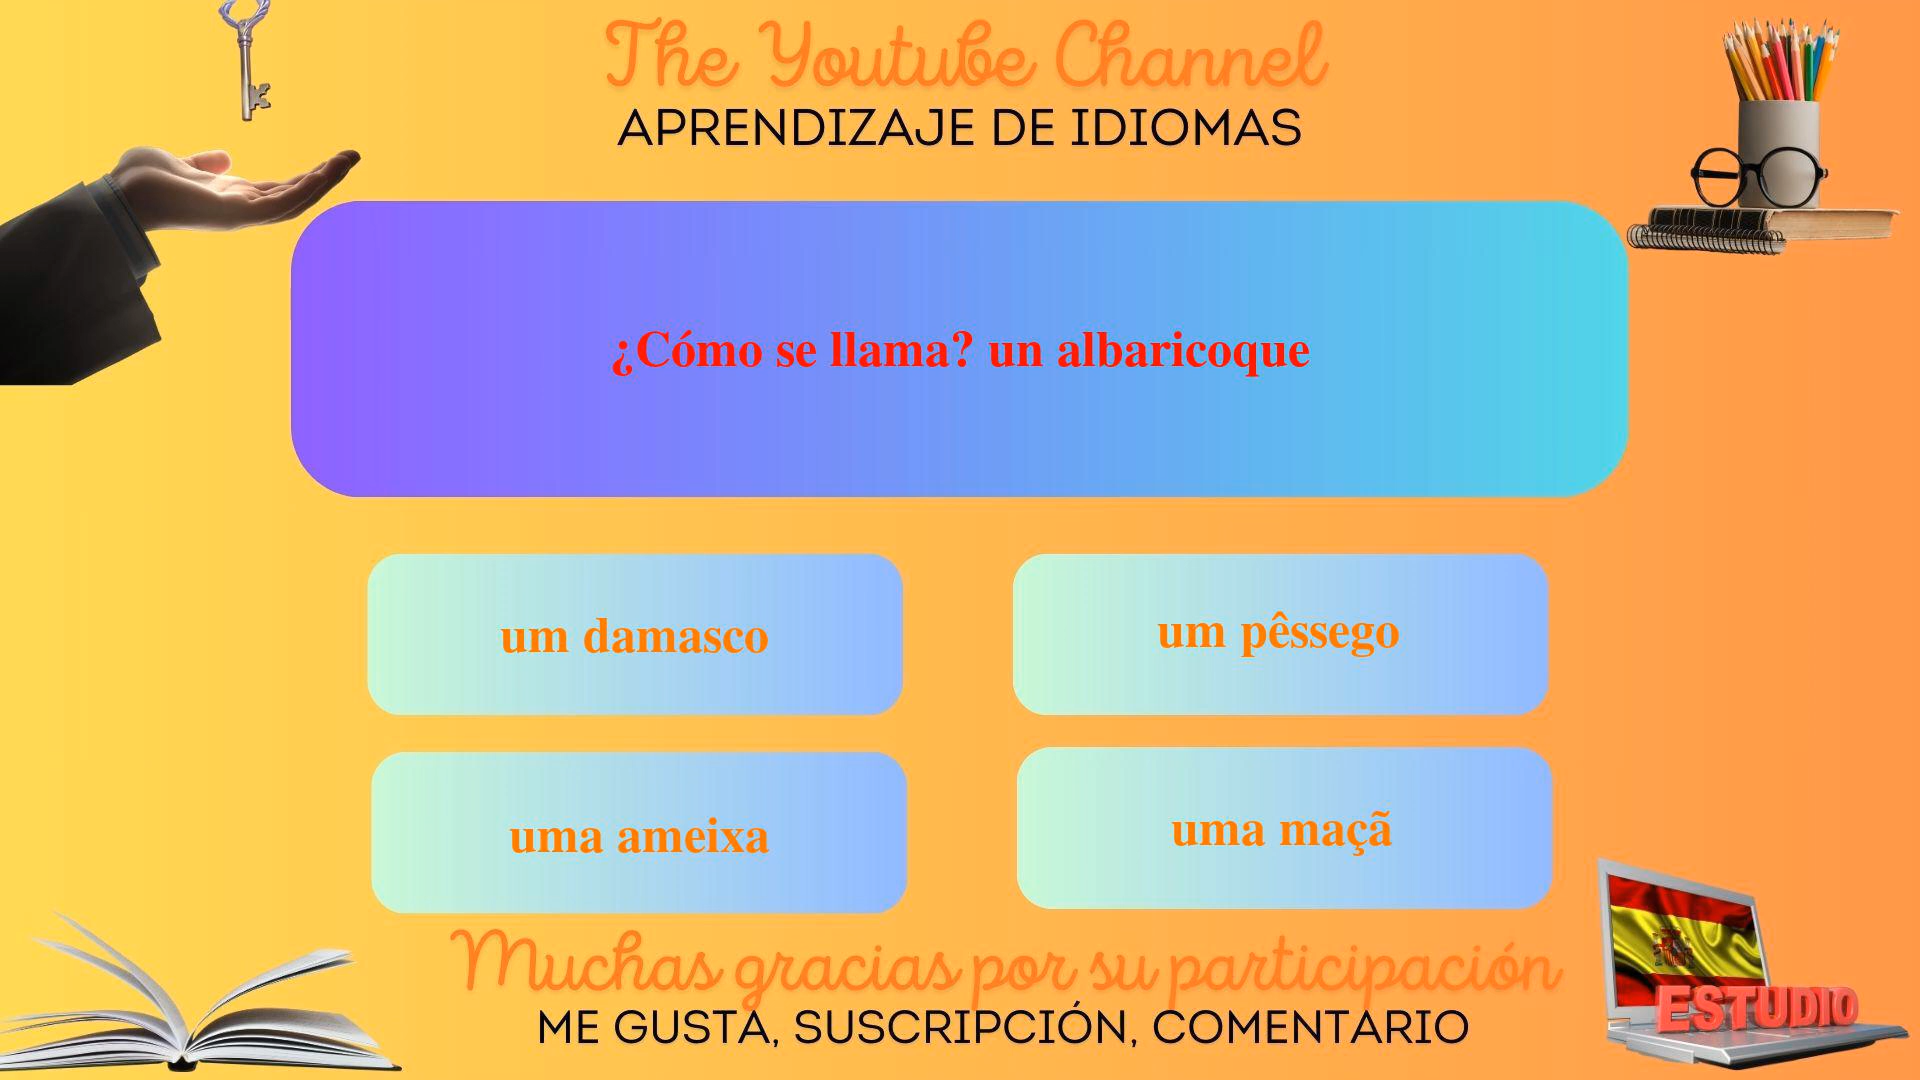 The Youtube Channel
APRENDIZAJE DE IDIOMAS
¿Cómo se llama? un albaricoque
um damasco
um pêssego
uma ameixa
uma maçã
Muchas gracias por su participación
ME GUSTA, SUSCRIPCIÓN, COMENTARIO
ESTUDIO